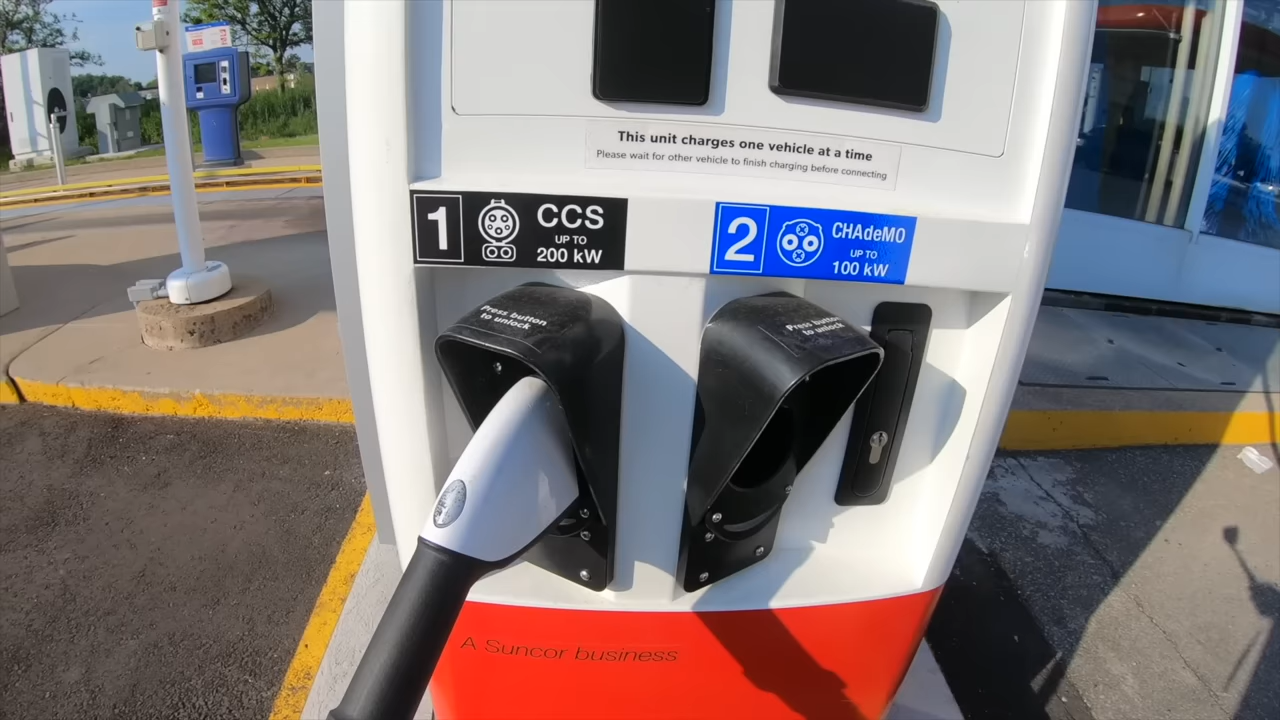 This unit charges one vehicle at a time
Please wait for other vehicle to finish charging before connecting
1
CCS
UP TO
200 kW
2
CHAdeMO
UP TO
100 kW
Press button
to unlock
Press button
to unlock
A Suncor business